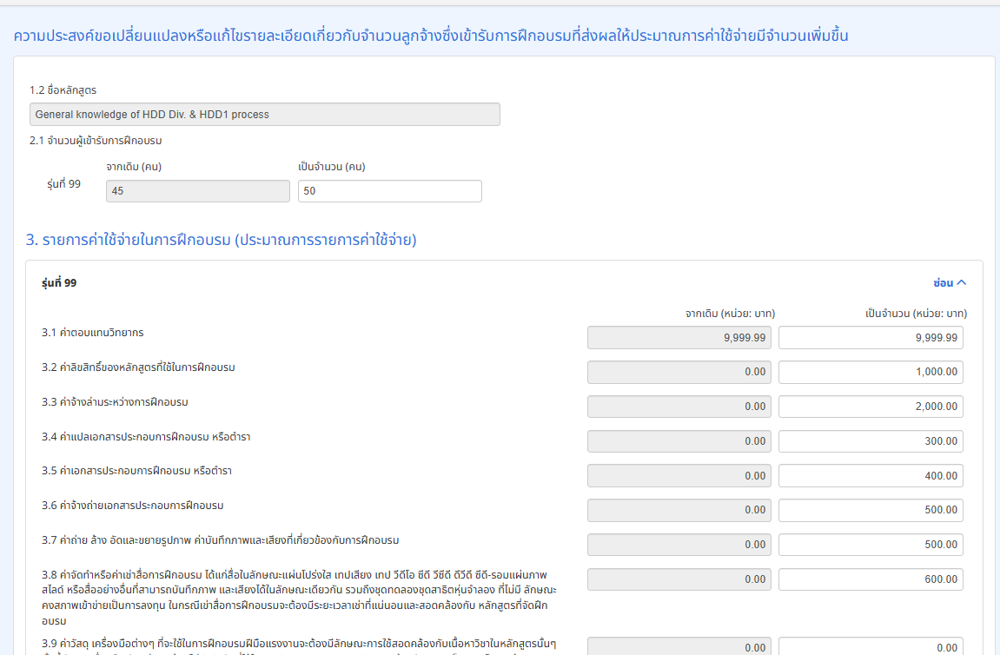 ความประสงค์ขอเปลี่ยนแปลงหรือแก้ไขรายละเอียดเกี่ยวกับจำนวนลูกจ้างซึ่งเข้ารับการฝึกอบรมที่ส่งผลให้ประมาณการค่าใช้จ่ายมีจำนวนเพิ่มขึ้น
1.2 ชื่อหลักสูตร
General knowledge of HDD Div. & HDD1 process
2.1 จำนวนผู้เข้ารับการฝึกอบรม
จากเดิม (คน) เป็นจำนวน (คน)
รุ่นที่ 99 45 50
3. รายการค่าใช้จ่ายในการฝึกอบรม (ประมาณการรายการค่าใช้จ่าย)
รุ่นที่ 99 ซ่อน
จากเดิม (หน่วย: บาท) เป็นจำนวน (หน่วย: บาท)
3.1 ค่าตอบแทนวิทยากร 9,999.99 9,999.99
3.2 ค่าลิขสิทธิ์ของหลักสูตรที่ใช้ในการฝึกอบรม 0.00 1,000.00
3.3 ค่าจ้างล่ามระหว่างการฝึกอบรม 0.00 2,000.00
3.4 ค่าแปลเอกสารประกอบการฝึกอบรม หรือตำรา 0.00 300.00
3.5 ค่าเอกสารประกอบการฝึกอบรม หรือตำรา 0.00 400.00
3.6 ค่าจ้างถ่ายเอกสารประกอบการฝึกอบรม 0.00 500.00
3.7 ค่าถ่าย ล้าง อัดและขยายรูปภาพ ค่าบันทึกภาพและเสียงที่เกี่ยวข้องกับการฝึกอบรม 0.00 500.00
3.8 ค่าจัดทำหรือค่าเช่าสื่อการฝึกอบรม ได้แก่สื่อในลักษณะแผ่นโปร่งใส เทปเสียง เทป วีดีโอ ซีดี วีซีดี ดีวีดี ซีดี-รอมแผ่นภาพ 0.00 600.00
สไลด์ หรือสื่ออย่างอื่นที่สามารถบันทึกภาพ และเสียงได้ในลักษณะเดียวกัน รวมถึงชุดทดลองชุดสาธิตหุ่นจำลอง ที่ไม่มี ลักษณะ
คงสภาพเข้าข่ายเป็นการลงทุน ในกรณีเช่าสื่อการฝึกอบรมจะต้องมีระยะเวลาเช่าที่แน่นอนและสอดคล้องกับ หลักสูตรที่จัดฝึก
อบรม
3.9 ค่าวัสดุ เครื่องมือต่างๆ ที่จะใช้ในการฝึกอบรมฝีมือแรงงานจะต้องมีลักษณะการใช้สอดคล้องกับเนื้อหาวิชาในหลักสูตรนั้นๆ 0.00 0.00